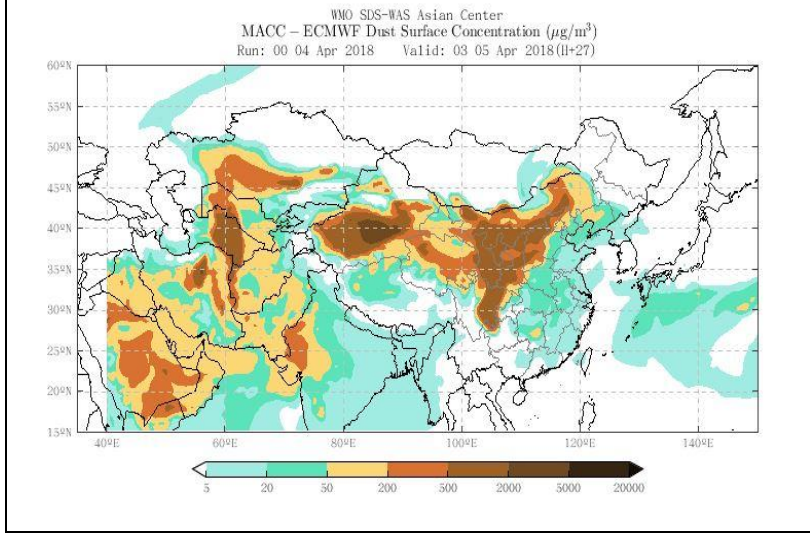 WMO SDS-WAS Asian Center
MACC – ECMWF Dust Surface Concentration (μg/m³)
Run: 00 04 Apr 2018    Valid: 03 05 Apr 2018(H+27)
60ºN
55ºN
50ºN
45ºN
40ºN
35ºN
30ºN
25ºN
20ºN
15ºN
40ºE 60ºE 80ºE 100ºE 120ºE 140ºE
5 20 50 200 500 2000 5000 20000